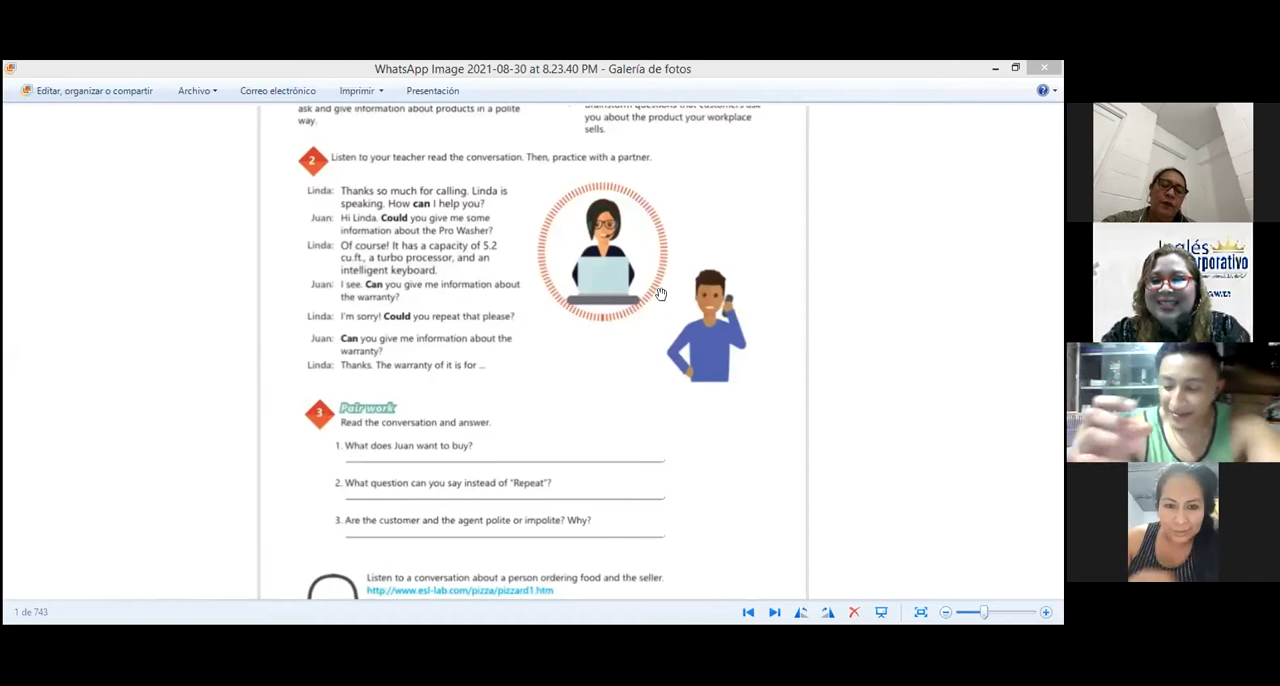 WhatsApp Image 2021-08-30 at 8.23.40 PM - Galería de fotos
Editar, organizar o compartir Archivo Correo electrónico Imprimir Presentación
ask and give information about products in a polite
way.
brainstorm questions that customers ask
you about the product your workplace
sells.
2 Listen to your teacher read the conversation. Then, practice with a partner.
Linda: Thanks so much for calling. Linda is
speaking. How can I help you?
Juan: Hi Linda. Could you give me some
information about the Pro Washer?
Linda: Of course! It has a capacity of 5.2
cu.ft., a turbo processor, and an
intelligent keyboard.
Juan: I see. Can you give me information about
the warranty?
Linda: I'm sorry! Could you repeat that please?
Juan: Can you give me information about the
warranty?
Linda: Thanks. The warranty of it is for ...
3 Pair work
Read the conversation and answer.
1. What does Juan want to buy?
2. What question can you say instead of "Repeat"?
3. Are the customer and the agent polite or impolite? Why?
Listen to a conversation about a person ordering food and the seller.
http://www.esl-lab.com/pizza/pizzard1.htm
1 de 743
Inglés